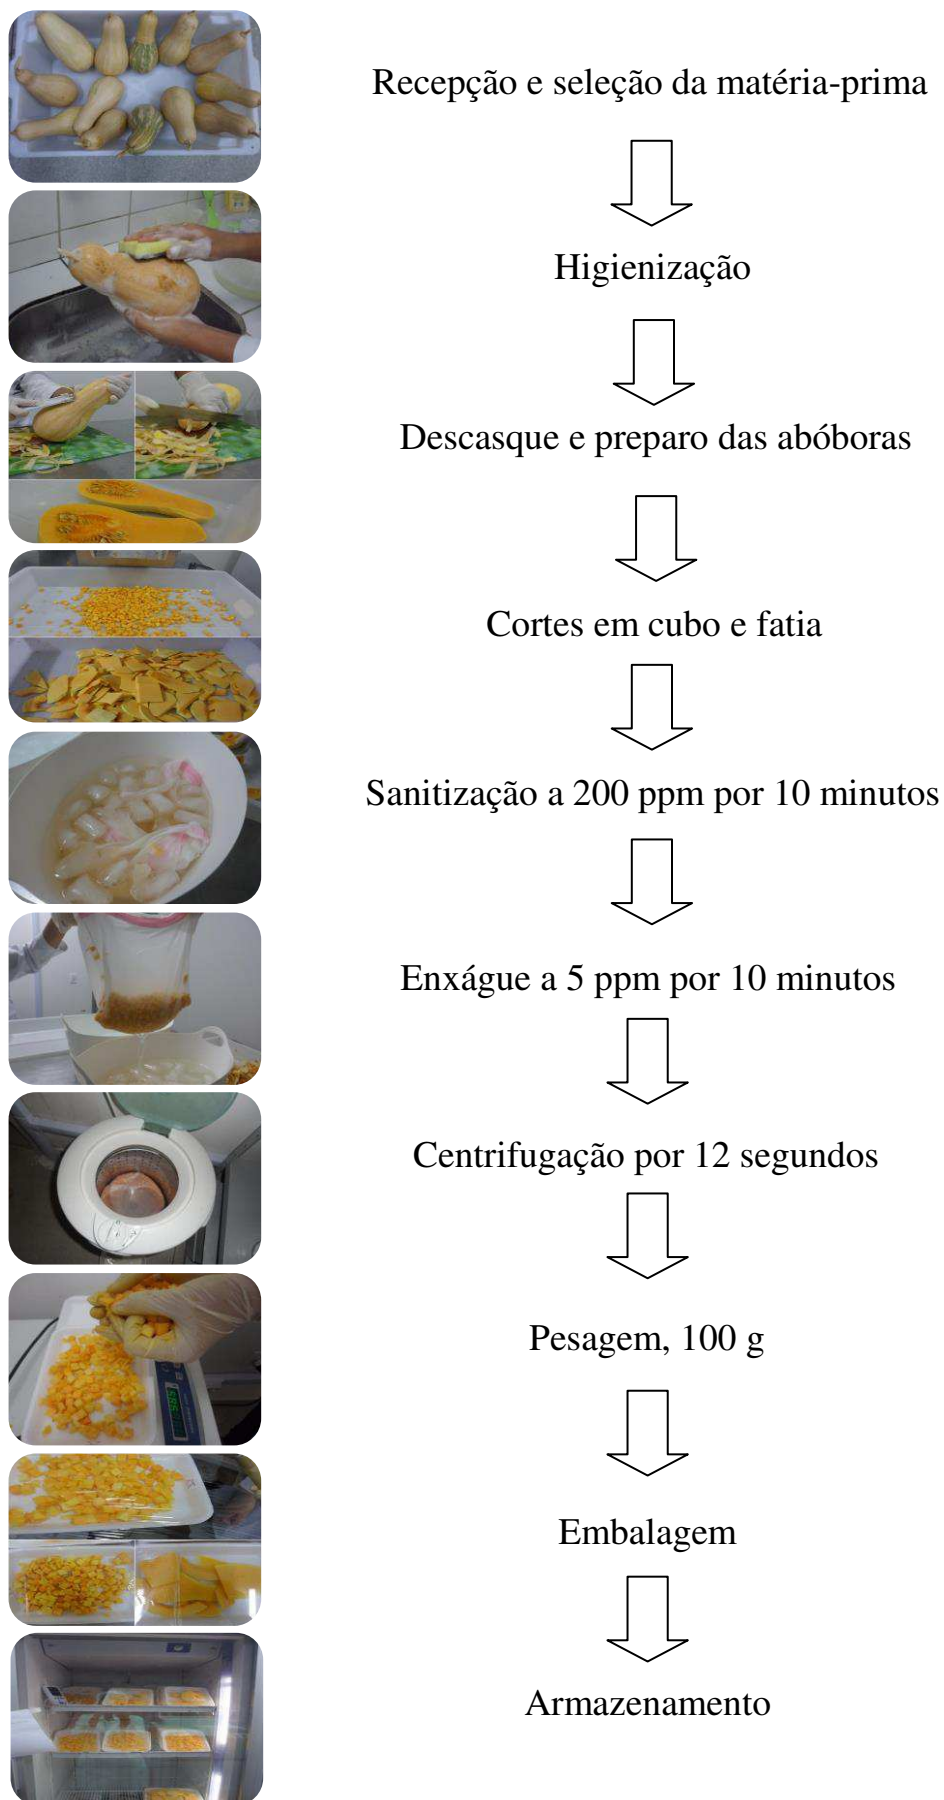 Recepção e seleção da matéria-prima
Higienização
Descasque e preparo das abóboras
Cortes em cubo e fatia
Sanitização a 200 ppm por 10 minutos
Enxágue a 5 ppm por 10 minutos
Centrifugação por 12 segundos
Pesagem, 100 g
Embalagem
Armazenamento